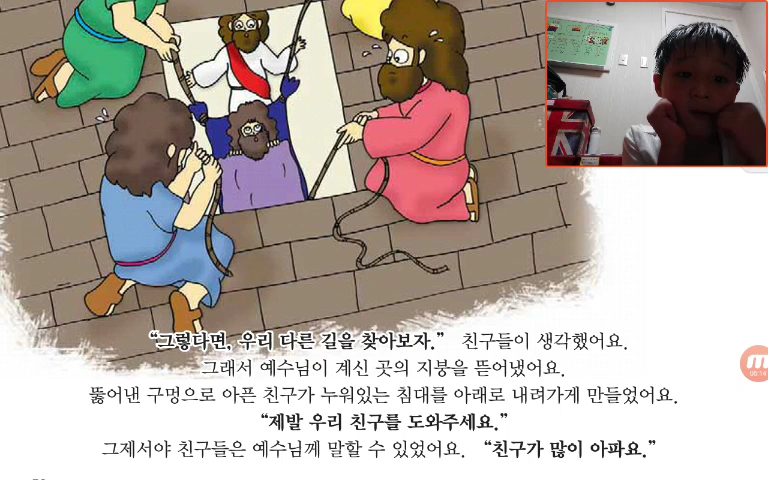 “그렇다면, 우리 다른 길을 찾아보자.” 친구들이 생각했어요.
그래서 예수님이 계신 곳의 지붕을 뜯어냈어요.
뚫어낸 구멍으로 아픈 친구가 누워있는 침대를 아래로 내려가게 만들었어요.
“제발 우리 친구를 도와주세요.”
그제서야 친구들은 예수님께 말할 수 있었어요. “친구가 많이 아파요.”